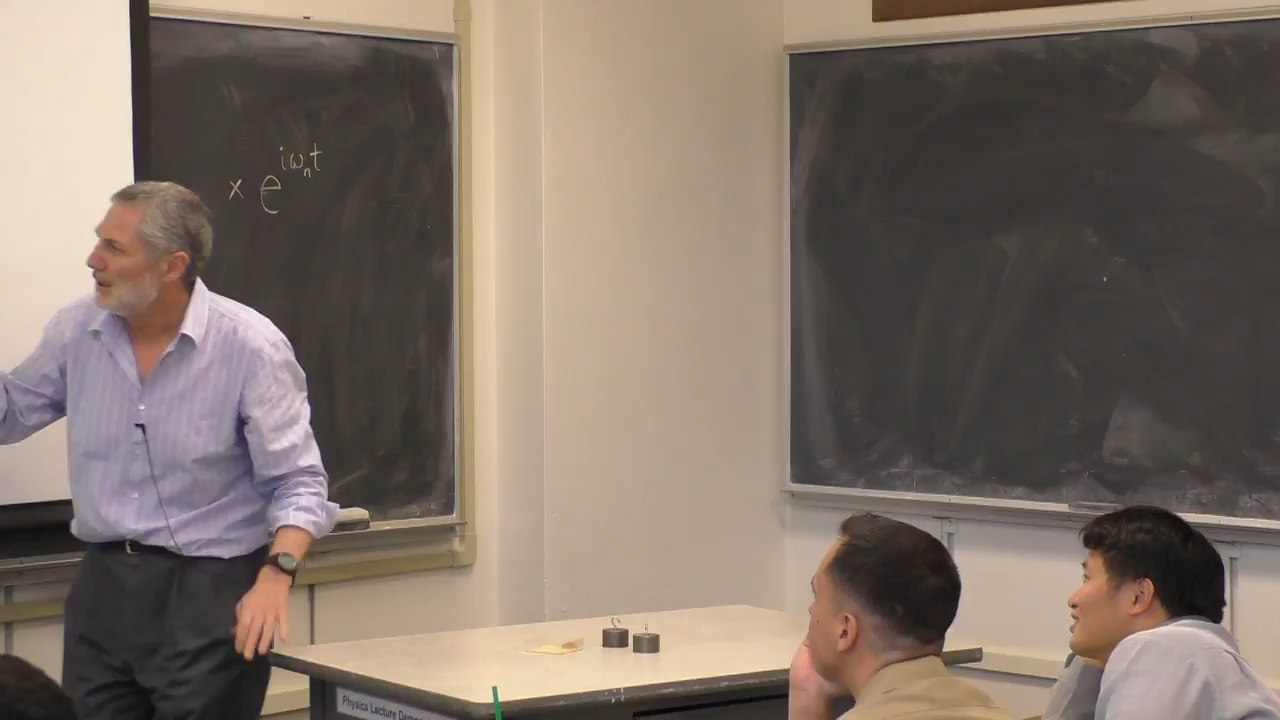 × e^{iω_n t}
Physics Lecture Demo